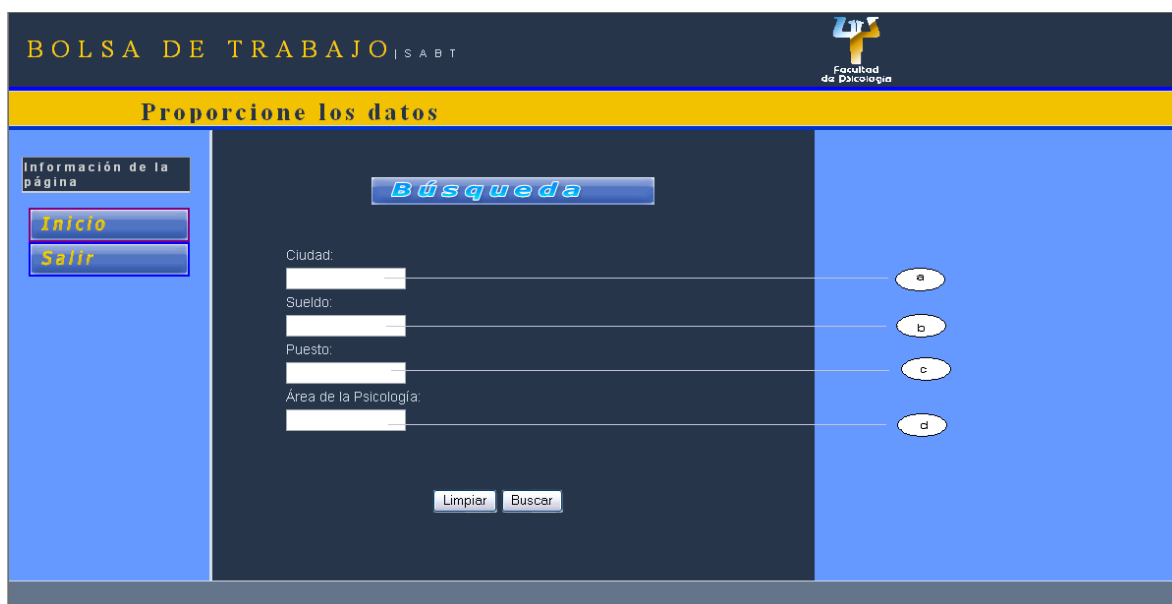 BOLSA DE TRABAJO|SABT
Facultad
de Psicología
Proporcione los datos
Información de la
página
Inicio
Salir
Búsqueda
Ciudad:
a
Sueldo:
b
Puesto:
c
Área de la Psicología:
d
Limpiar Buscar